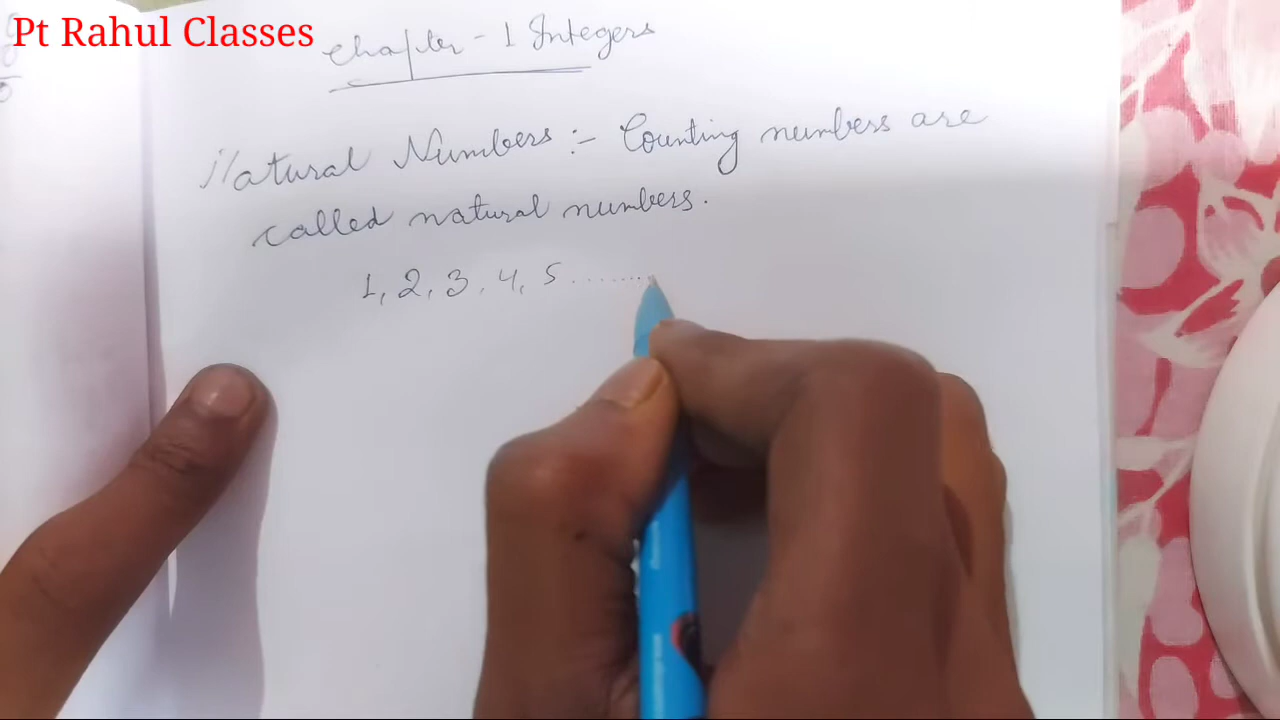 Pt Rahul Classes
Chapter - 1 Integers
Natural Numbers :- Counting numbers are
called natural numbers.
1, 2, 3, 4, 5 ........